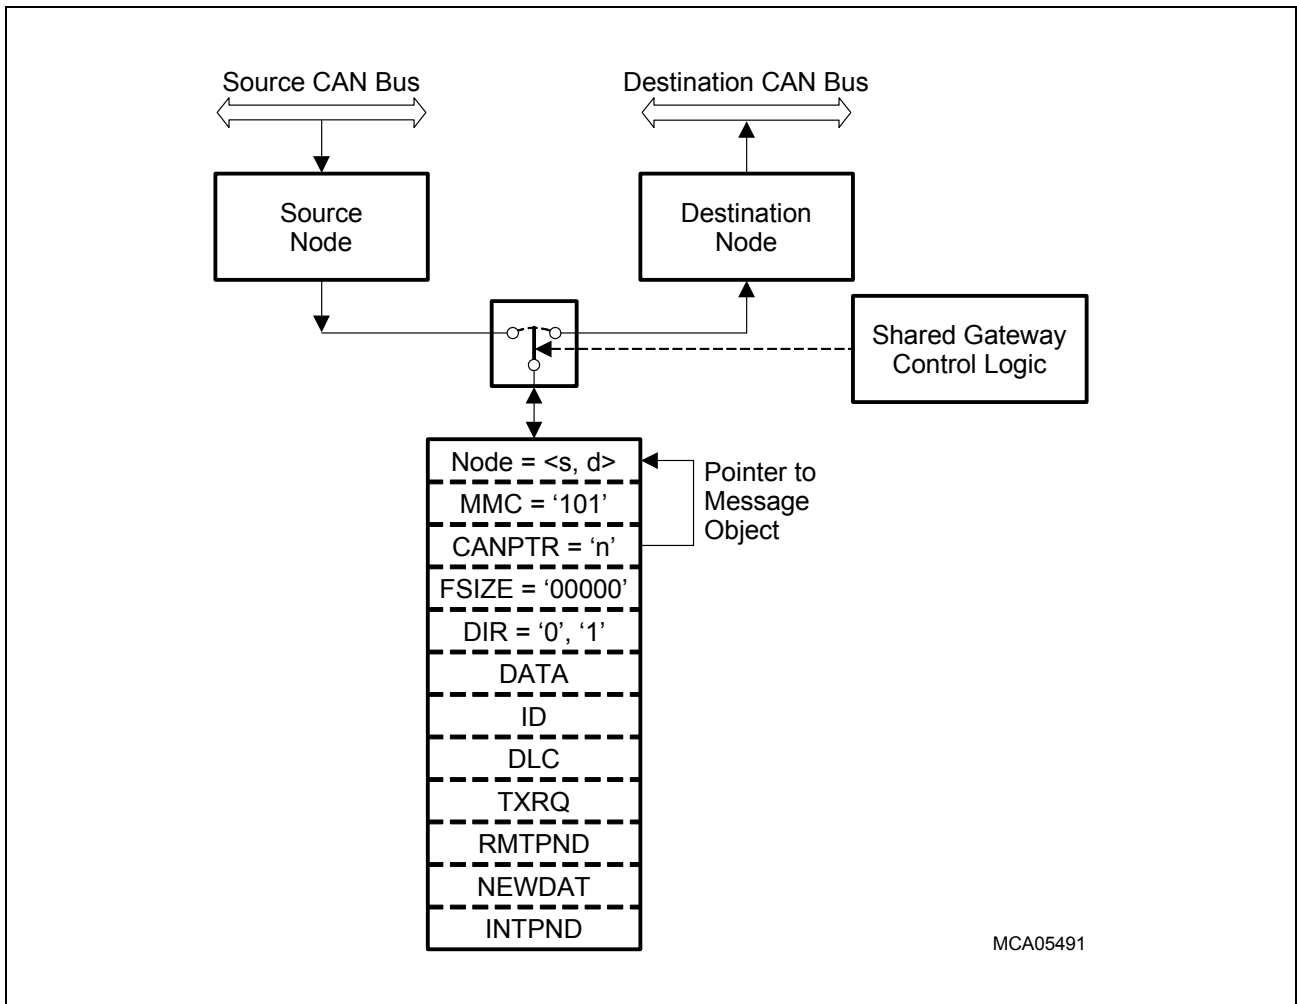 Source CAN Bus
Destination CAN Bus
Source
Node
Destination
Node
Shared Gateway
Control Logic
Node = <s, d>
MMC = ‘101’
CANPTR = ‘n’
FSIZE = ‘00000’
DIR = ‘0’, ‘1’
DATA
ID
DLC
TXRQ
RMTPND
NEWDAT
INTPND
Pointer to
Message
Object
MCA05491